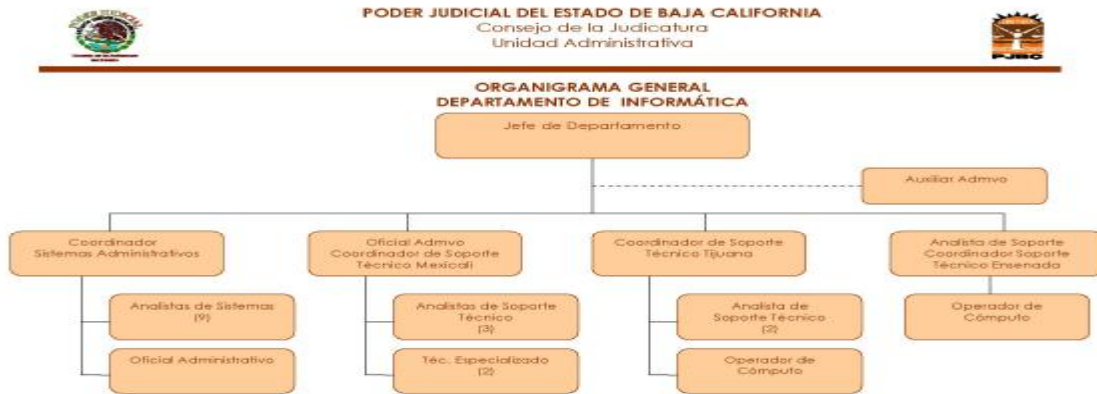 PODER JUDICIAL DEL ESTADO DE BAJA CALIFORNIA
Consejo de la Judicatura
Unidad Administrativa
PJBC
ORGANIGRAMA GENERAL
DEPARTAMENTO DE INFORMÁTICA
Jefe de Departamento
Auxiliar Admvo
Coordinador
Sistemas Administrativos
Oficial Admvo
Coordinador de Soporte
Técnico Mexicali
Coordinador de Soporte
Técnico Tijuana
Analista de Soporte
Coordinador Soporte
Técnico Ensenada
Analistas de Sistemas
(9)
Analistas de Soporte
Técnico
(3)
Analista de
Soporte Técnico
(2)
Operador de
Cómputo
Oficial Administrativo
Téc. Especializado
(2)
Operador de
Cómputo